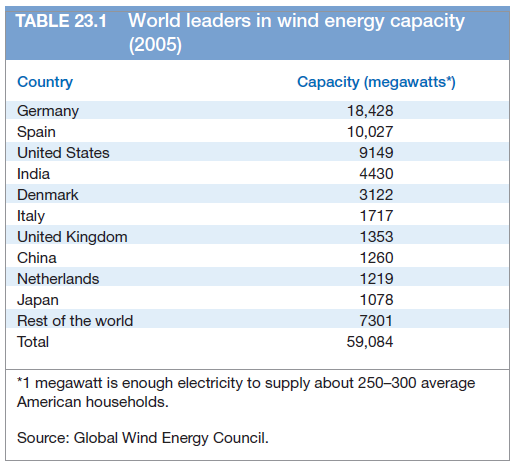 TABLE 23.1 World leaders in wind energy capacity
(2005)
Country Capacity (megawatts*)
Germany 18,428
Spain 10,027
United States 9149
India 4430
Denmark 3122
Italy 1717
United Kingdom 1353
China 1260
Netherlands 1219
Japan 1078
Rest of the world 7301
Total 59,084
*1 megawatt is enough electricity to supply about 250–300 average
American households.
Source: Global Wind Energy Council.